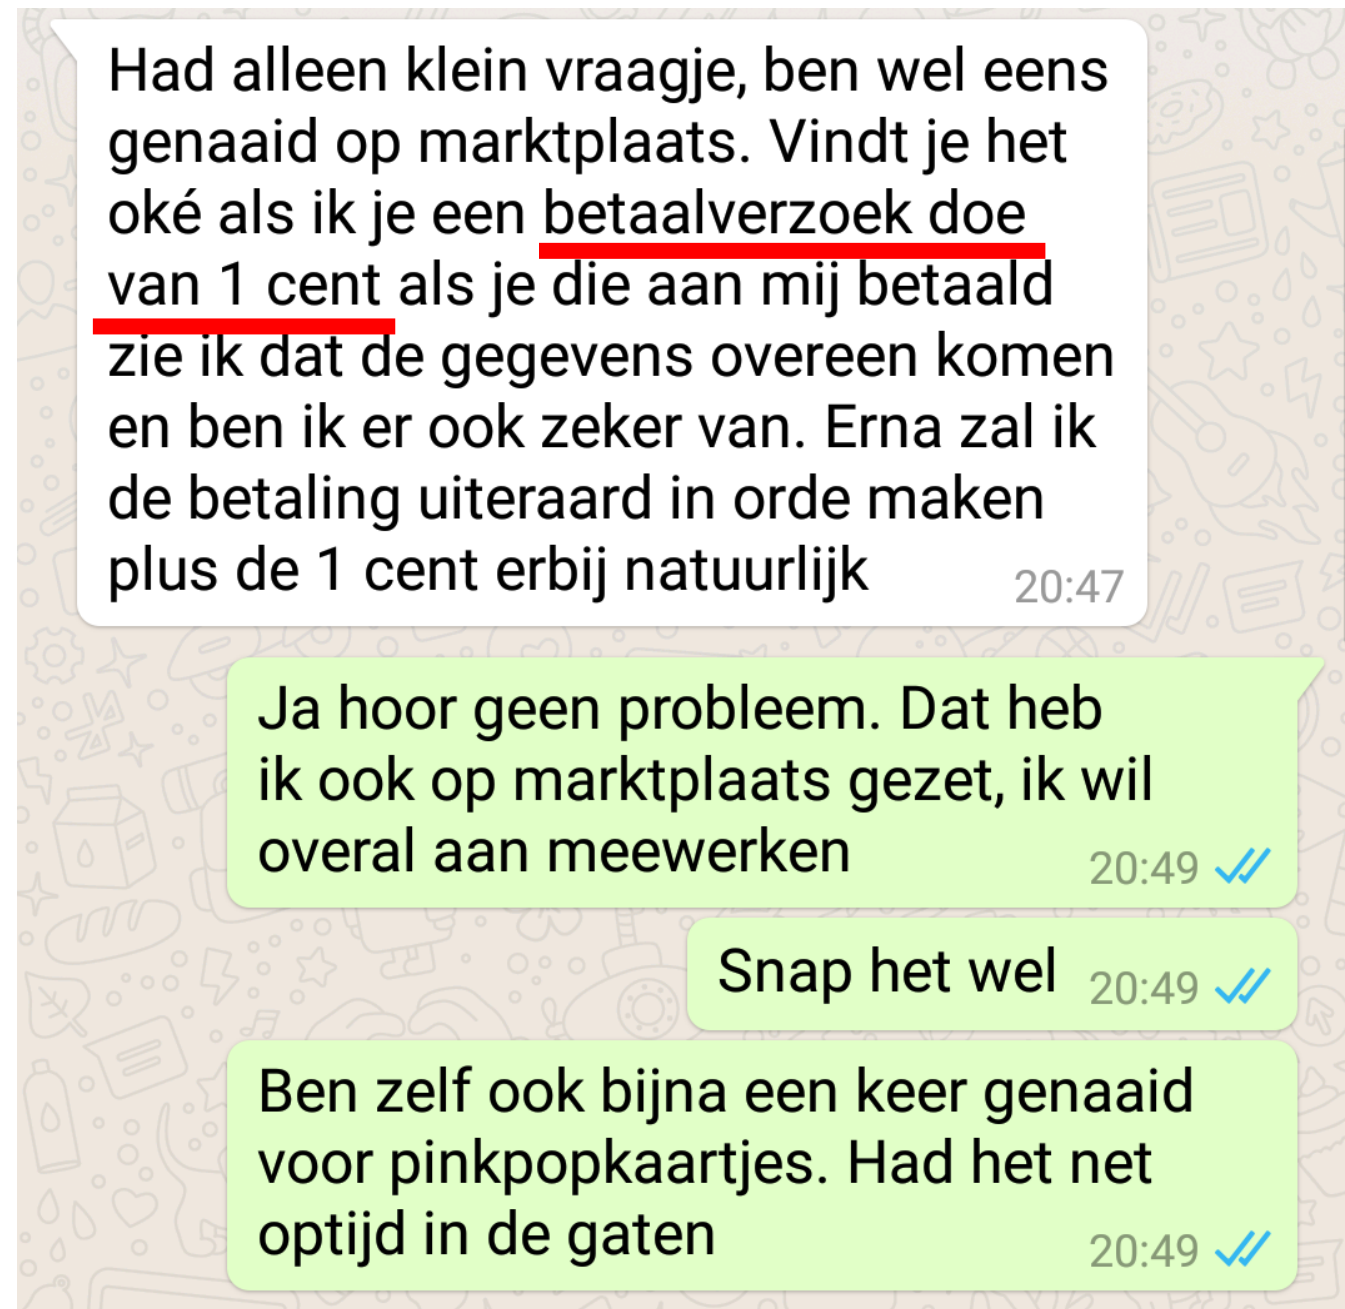 Had alleen klein vraagje, ben wel eens
genaaid op marktplaats. Vindt je het
oké als ik je een betaalverzoek doe
van 1 cent als je die aan mij betaald
zie ik dat de gegevens overeen komen
en ben ik er ook zeker van. Erna zal ik
de betaling uiteraard in orde maken
plus de 1 cent erbij natuurlijk
20:47
Ja hoor geen probleem. Dat heb
ik ook op marktplaats gezet, ik wil
overal aan meewerken
20:49
Snap het wel
20:49
Ben zelf ook bijna een keer genaaid
voor pinkpopkaartjes. Had het net
optijd in de gaten
20:49